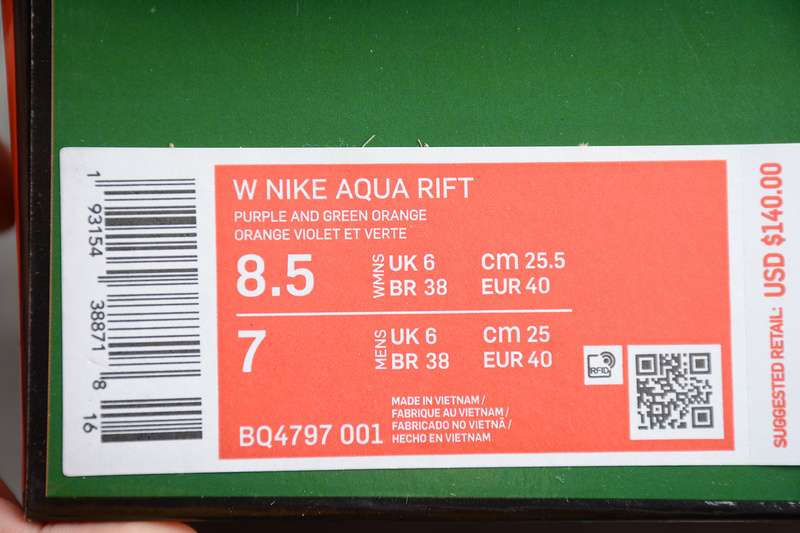 W NIKE AQUA RIFT
PURPLE AND GREEN ORANGE
ORANGE VIOLET ET VERTE
8.5 WMNS UK 6 cm 25.5
BR 38 EUR 40
7 MENS UK 6 cm 25
BR 38 EUR 40
BQ4797 001
MADE IN VIETNAM /
FABRIQUE AU VIETNAM /
FABRICADO NO VIETNÃ /
HECHO EN VIETNAM
RFID
1 93154 38871 8 16
SUGGESTED RETAIL: USD $140.00